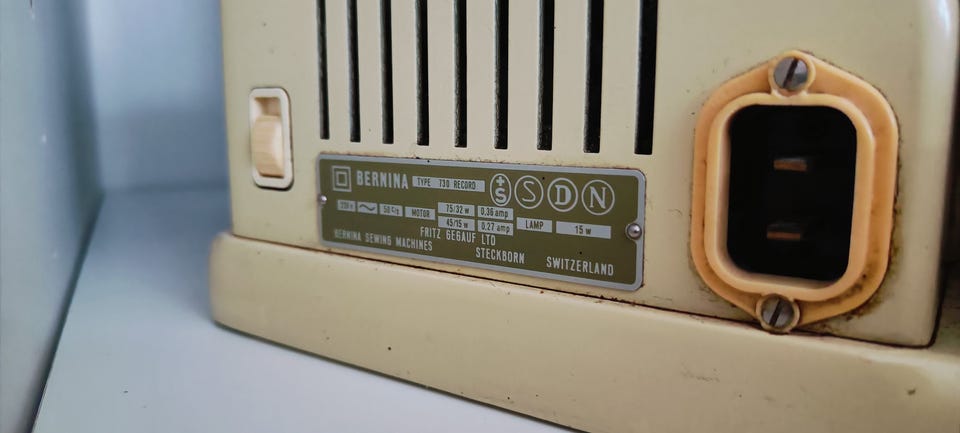 BERNINA TYPE 730 RECORD +S S D N
220 V 50 C/s MOTOR 75/32 W 0.36 amp LAMP 15 W
45/15 W 0.27 amp
FRITZ GEGAUF LTD
BERNINA SEWING MACHINES STECKBORN SWITZERLAND